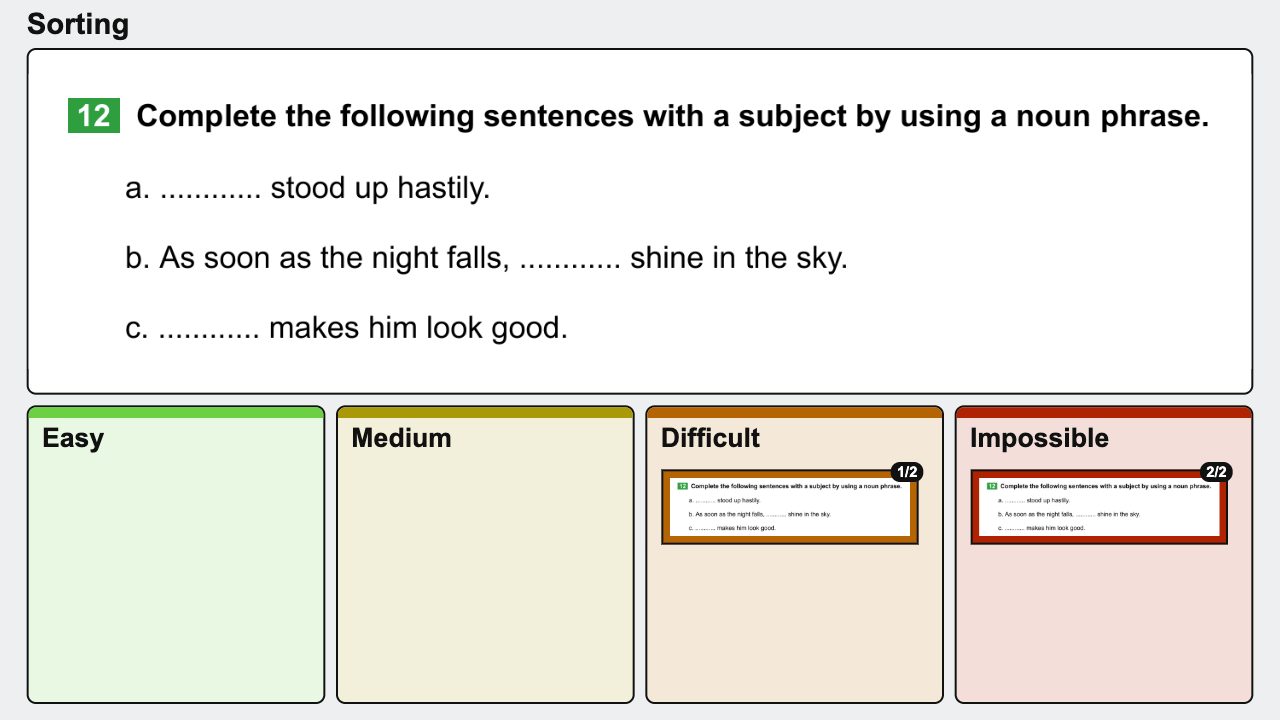 Sorting
12 Complete the following sentences with a subject by using a noun phrase.
a. ............ stood up hastily.
b. As soon as the night falls, ............ shine in the sky.
c. ............ makes him look good.
Easy
Medium
Difficult
1/2
12 Complete the following sentences with a subject by using a noun phrase.
a. ............ stood up hastily.
b. As soon as the night falls, ............ shine in the sky.
c. ............ makes him look good.
Impossible
2/2
12 Complete the following sentences with a subject by using a noun phrase.
a. ............ stood up hastily.
b. As soon as the night falls, ............ shine in the sky.
c. ............ makes him look good.